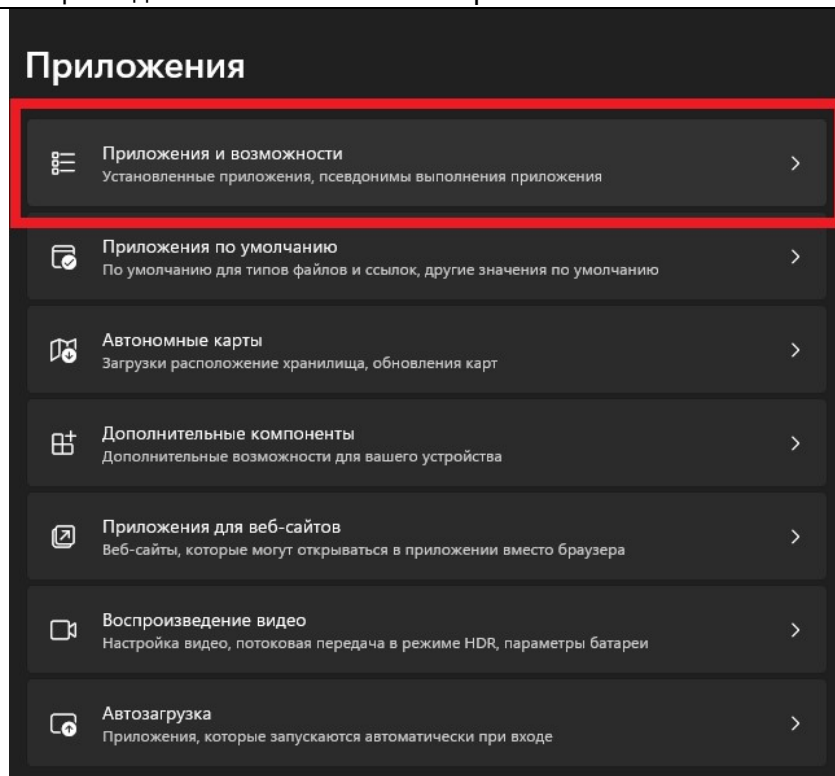 Приложения
Приложения и возможности
Установленные приложения, псевдонимы выполнения приложения
Приложения по умолчанию
По умолчанию для типов файлов и ссылок, другие значения по умолчанию
Автономные карты
Загрузки расположение хранилища, обновления карт
Дополнительные компоненты
Дополнительные возможности для вашего устройства
Приложения для веб-сайтов
Веб-сайты, которые могут открываться в приложении вместо браузера
Воспроизведение видео
Настройка видео, потоковая передача в режиме HDR, параметры батареи
Автозагрузка
Приложения, которые запускаются автоматически при входе